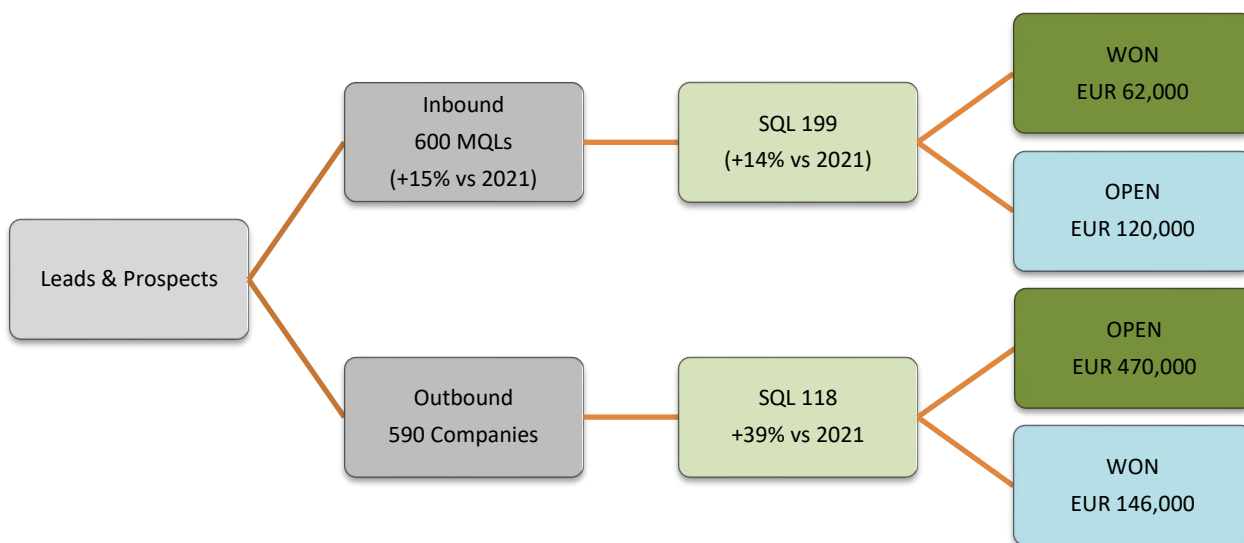 Leads & Prospects
Inbound
600 MQLs
(+15% vs 2021)
SQL 199
(+14% vs 2021)
WON
EUR 62,000
OPEN
EUR 120,000
Outbound
590 Companies
SQL 118
+39% vs 2021
OPEN
EUR 470,000
WON
EUR 146,000